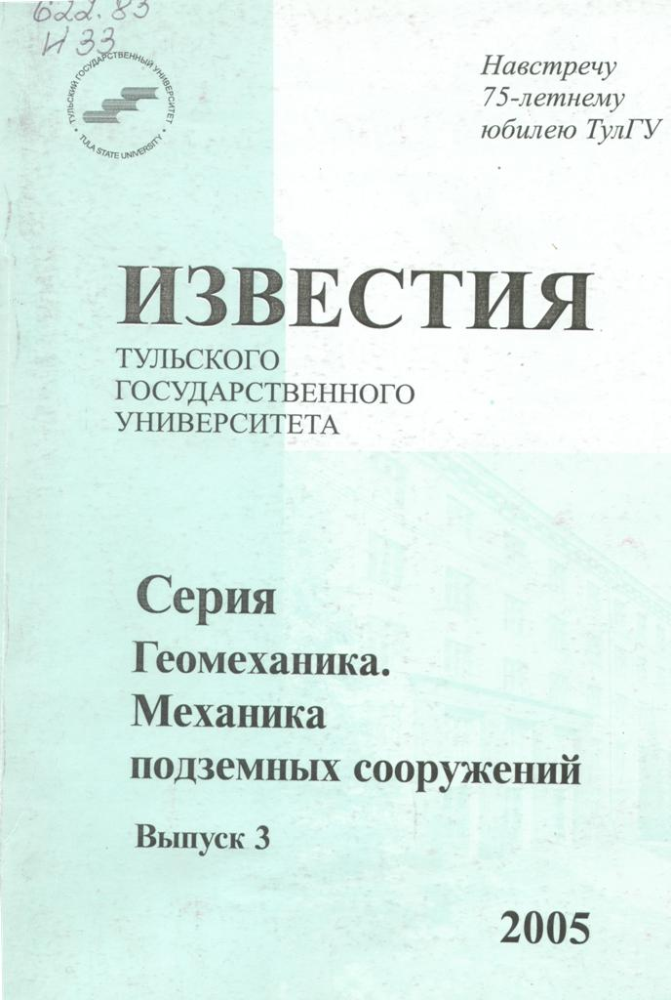 622.83
И 33
ТУЛЬСКИЙ ГОСУДАРСТВЕННЫЙ УНИВЕРСИТЕТ
TULA STATE UNIVERSITY
Навстречу
75-летнему
юбилею ТулГУ
ИЗВЕСТИЯ
ТУЛЬСКОГО
ГОСУДАРСТВЕННОГО
УНИВЕРСИТЕТА
Серия
Геомеханика.
Механика
подземных сооружений
Выпуск 3
2005